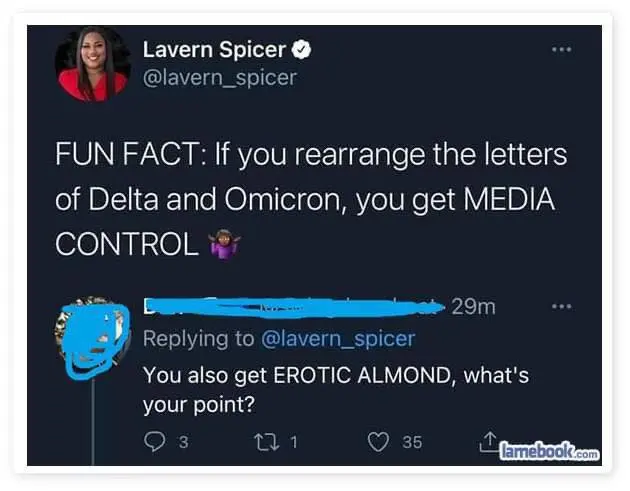 Lavern Spicer
@lavern_spicer
FUN FACT: If you rearrange the letters
of Delta and Omicron, you get MEDIA
CONTROL 🤷🏾‍♀️
29m
Replying to @lavern_spicer
You also get EROTIC ALMOND, what's
your point?
3 1 35
lamebook.com